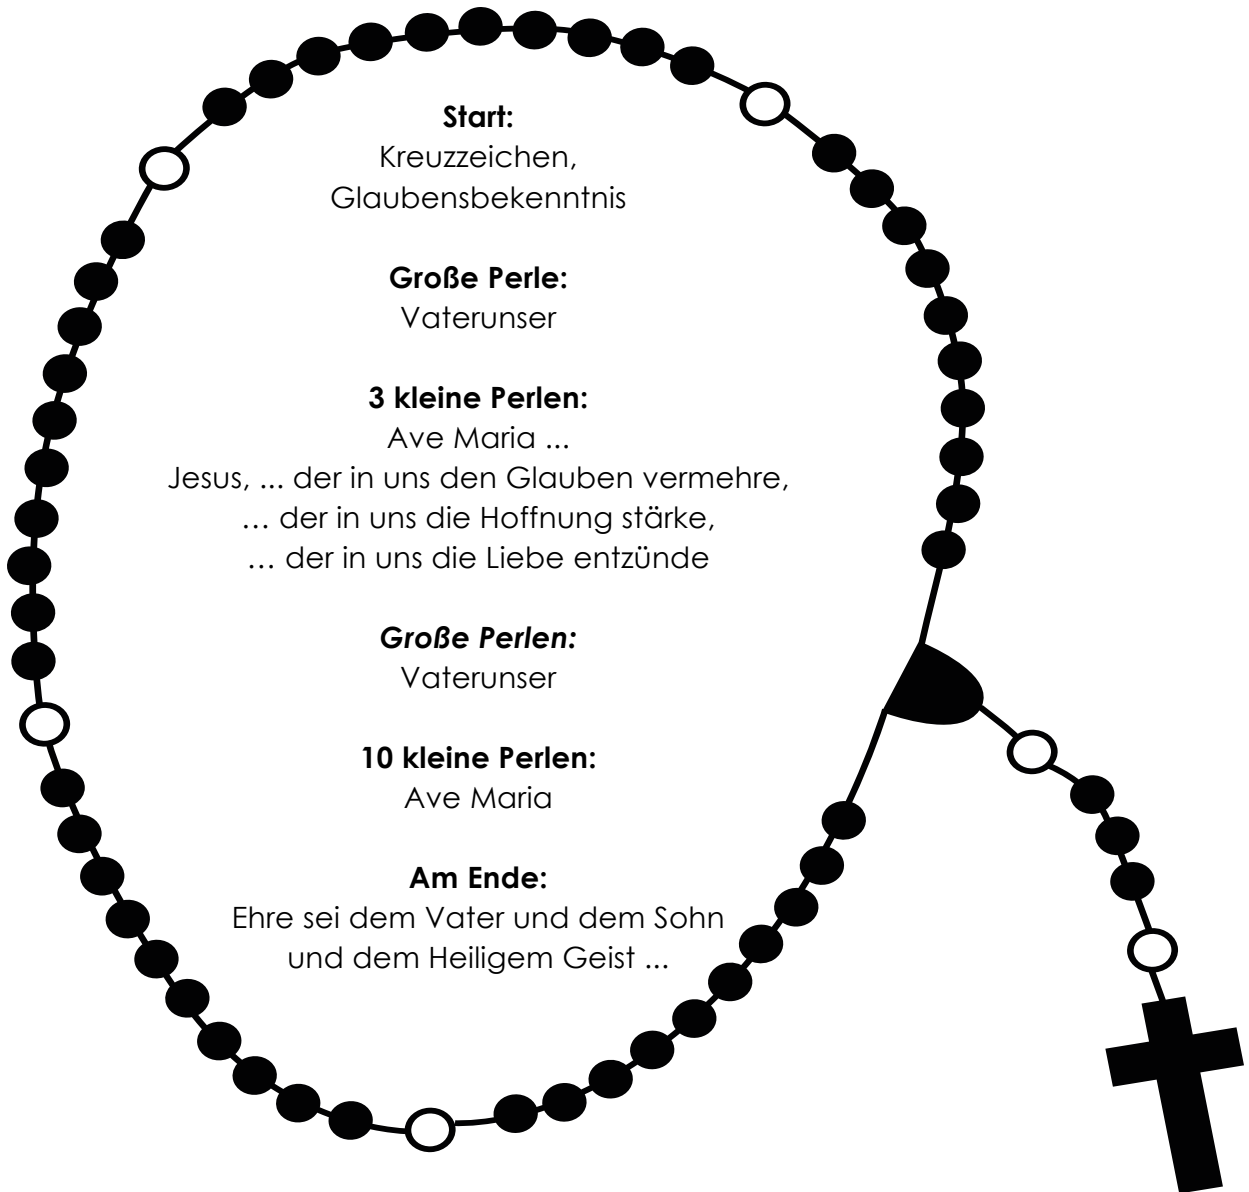 Start:
Kreuzzeichen,
Glaubensbekenntnis
Große Perle:
Vaterunser
3 kleine Perlen:
Ave Maria ...
Jesus, ... der in uns den Glauben vermehre,
... der in uns die Hoffnung stärke,
... der in uns die Liebe entzünde
Große Perlen:
Vaterunser
10 kleine Perlen:
Ave Maria
Am Ende:
Ehre sei dem Vater und dem Sohn
und dem Heiligem Geist ...